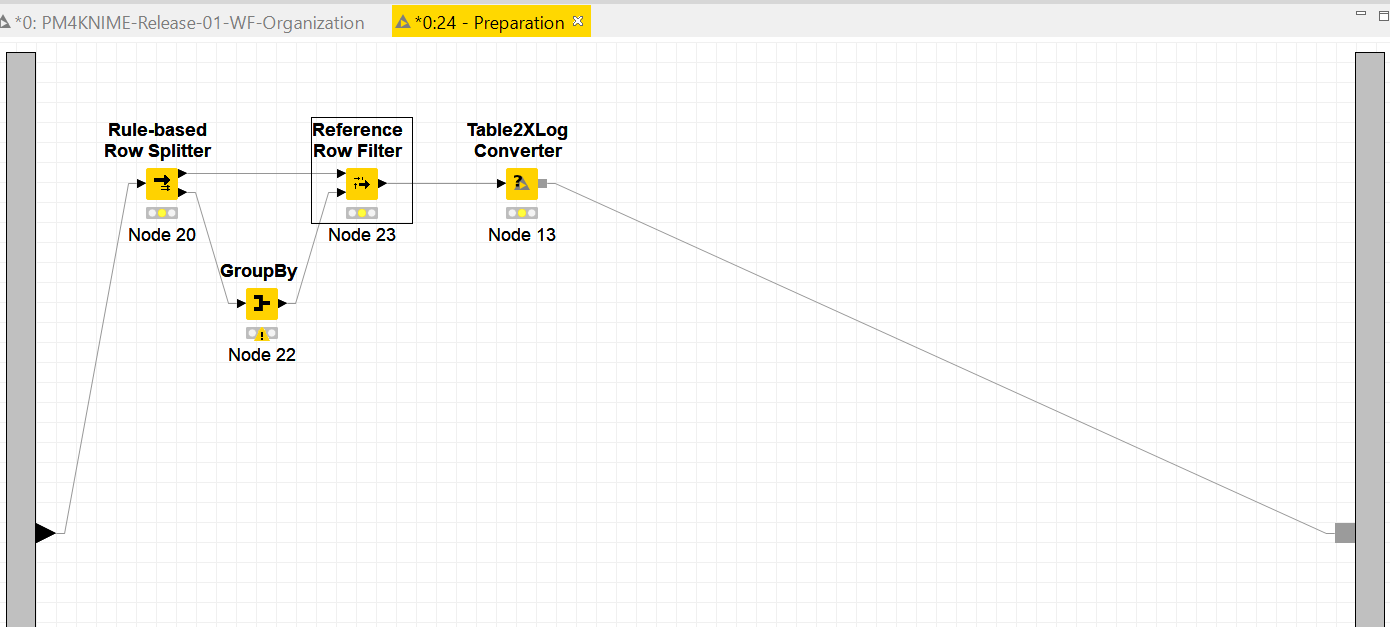 *0: PM4KNIME-Release-01-WF-Organization
*0:24 - Preparation
Rule-based
Row Splitter
Node 20
Reference
Row Filter
Node 23
Table2XLog
Converter
?
Node 13
GroupBy
!
Node 22